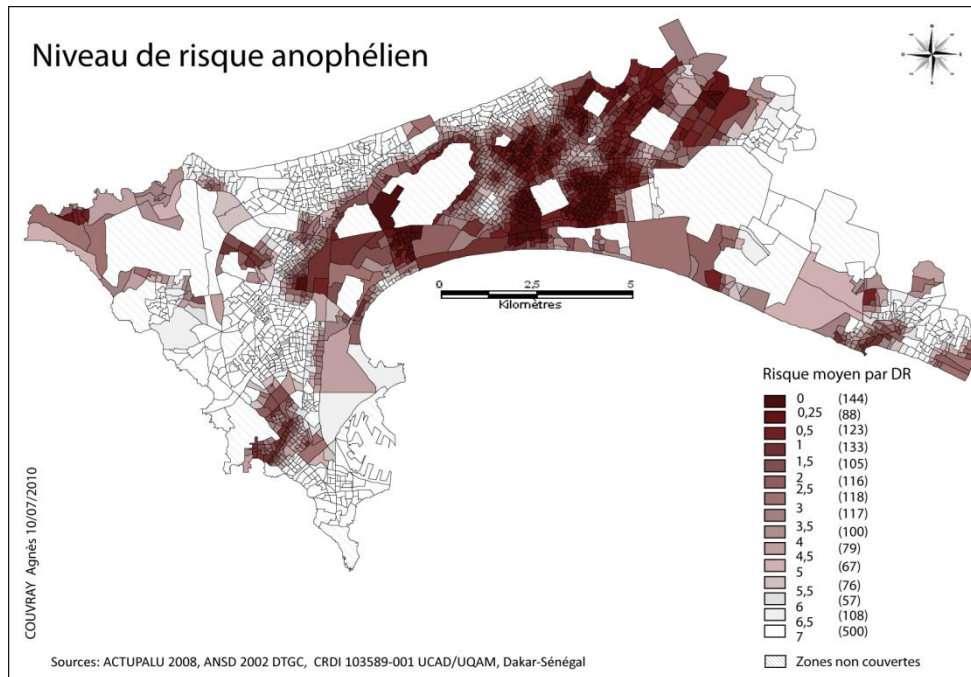 Niveau de risque anophélien
N
O
E
S
0 2,5 5
Kilomètres
Risque moyen par DR
0 (144)
0,25 (88)
0,5 (123)
1 (133)
1,5 (105)
2 (116)
2,5 (118)
3 (117)
3,5 (100)
4 (79)
4,5 (67)
5 (76)
5,5 (57)
6 (108)
6,5 (500)
7
Zones non couvertes
COUVRAY Agnès 10/07/2010
Sources: ACTUPALU 2008, ANSD 2002 DTGC, CRDI 103589-001 UCAD/UQAM, Dakar-Sénégal